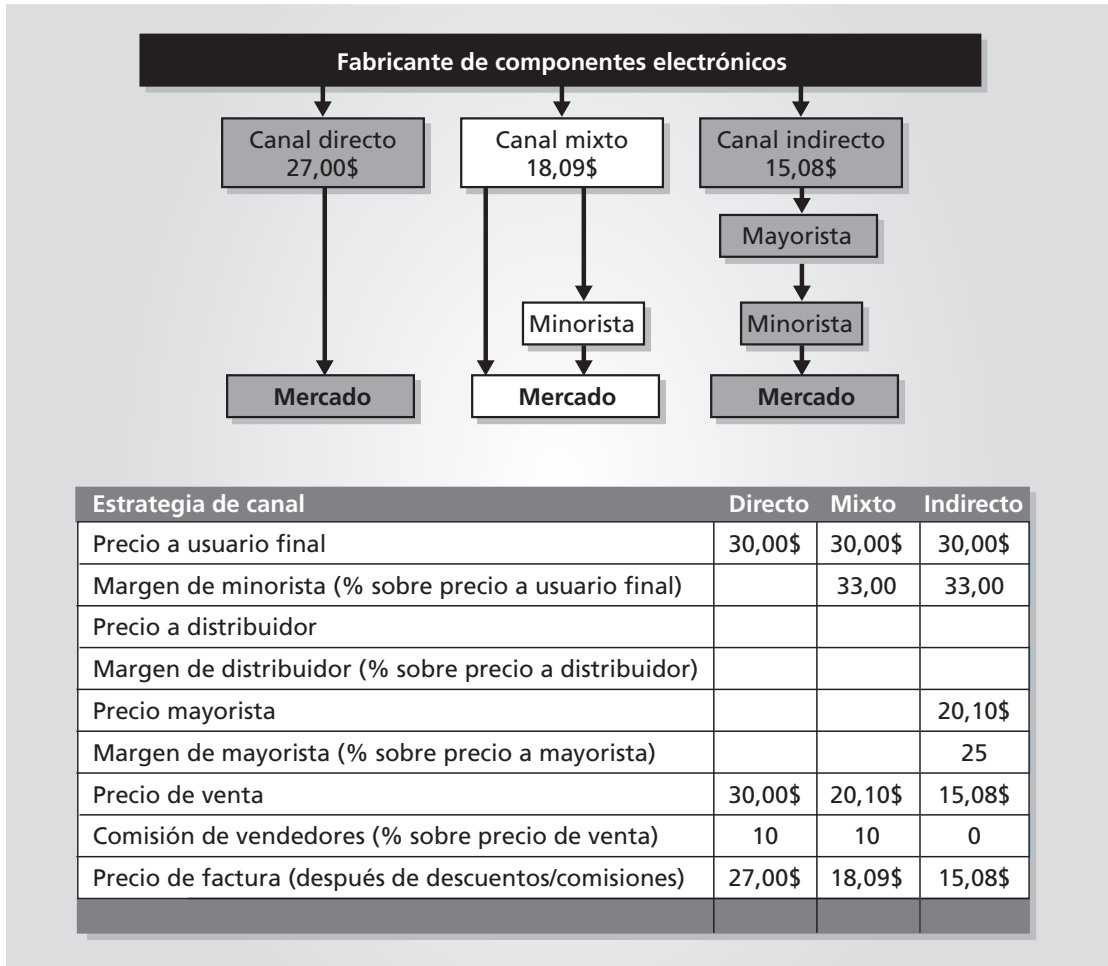 Fabricante de componentes electrónicos
Canal directo
27,00$
Canal mixto
18,09$
Canal indirecto
15,08$
Mayorista
Minorista
Minorista
Mercado
Mercado
Mercado
Estrategia de canal Directo Mixto Indirecto
Precio a usuario final 30,00$ 30,00$ 30,00$
Margen de minorista (% sobre precio a usuario final) 33,00 33,00
Precio a distribuidor
Margen de distribuidor (% sobre precio a distribuidor)
Precio mayorista 20,10$
Margen de mayorista (% sobre precio a mayorista) 25
Precio de venta 30,00$ 20,10$ 15,08$
Comisión de vendedores (% sobre precio de venta) 10 10 0
Precio de factura (después de descuentos/comisiones) 27,00$ 18,09$ 15,08$